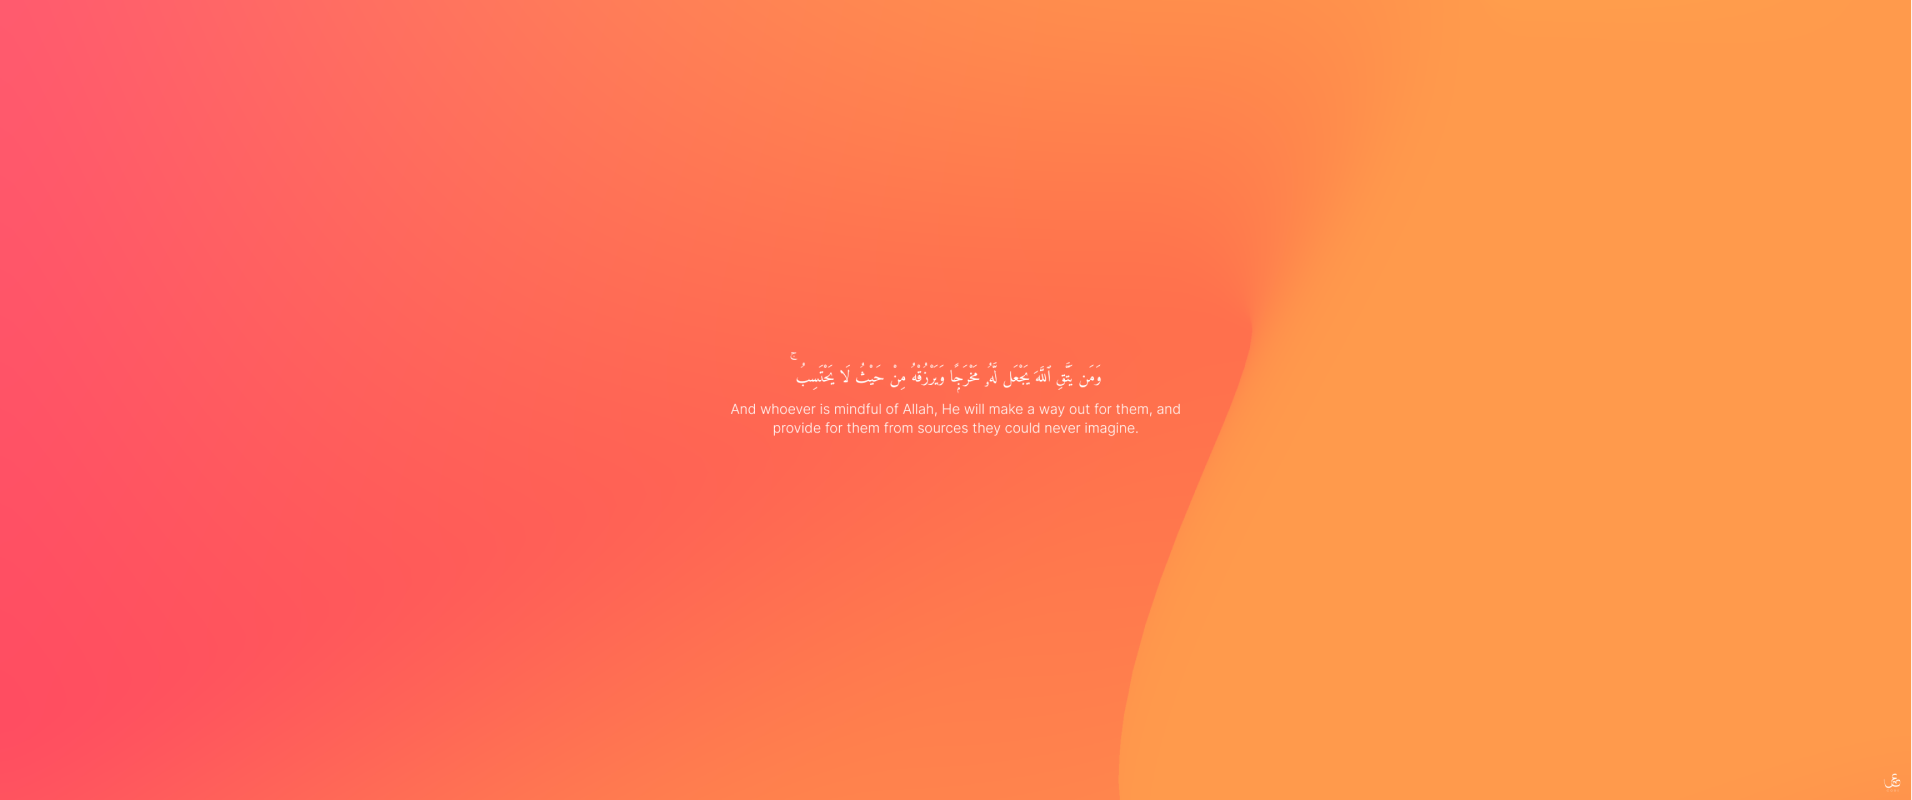 وَمَن يَتَّقِ ٱللَّهَ يَجْعَل لَّهُۥ مَخْرَجًۭا وَيَرْزُقْهُ مِنْ حَيْثُ لَا يَحْتَسِبُ ۚ
And whoever is mindful of Allah, He will make a way out for them, and
provide for them from sources they could never imagine.